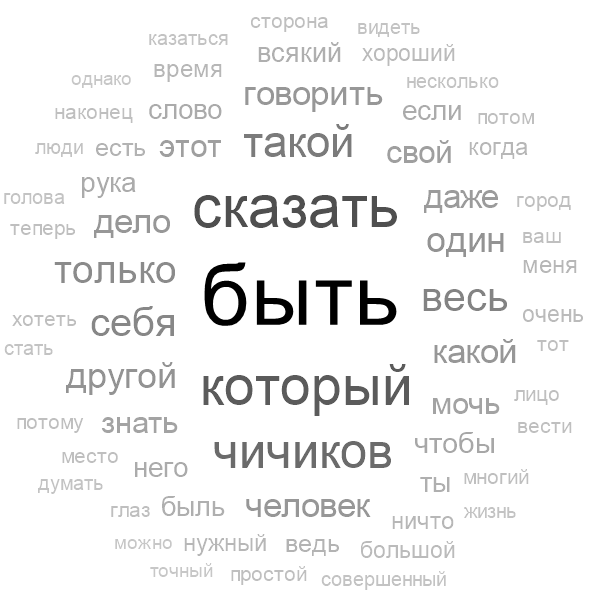 сторона видеть
казаться всякий хороший
однако время несколько
наконец слово говорить если потом
люди есть этот такой свой когда
голова рука сказать даже город
теперь дело один ваш
только быть весь меня
хотеть себя очень
стать какой тот
другой который мочь лицо
потому знать чичиков чтобы вести
место него ты многий
думать
глаз быль человек ничто жизнь
можно нужный ведь большой
точный простой совершенный